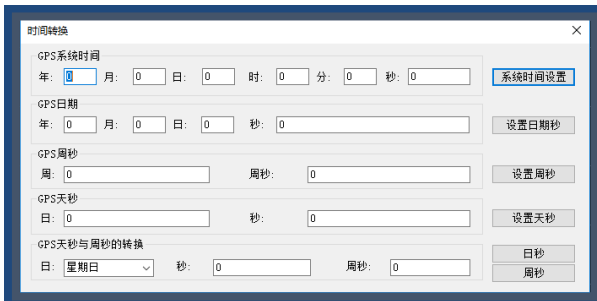 时间转换
GPS系统时间
年: 0 月: 0 日: 0 时: 0 分: 0 秒: 0 系统时间设置
GPS日期
年: 0 月: 0 日: 0 秒: 0 设置日期秒
GPS周秒
周: 0 周秒: 0 设置周秒
GPS天秒
日: 0 秒: 0 设置天秒
GPS天秒与周秒的转换
日: 星期日 秒: 0 周秒: 0 日秒
周秒